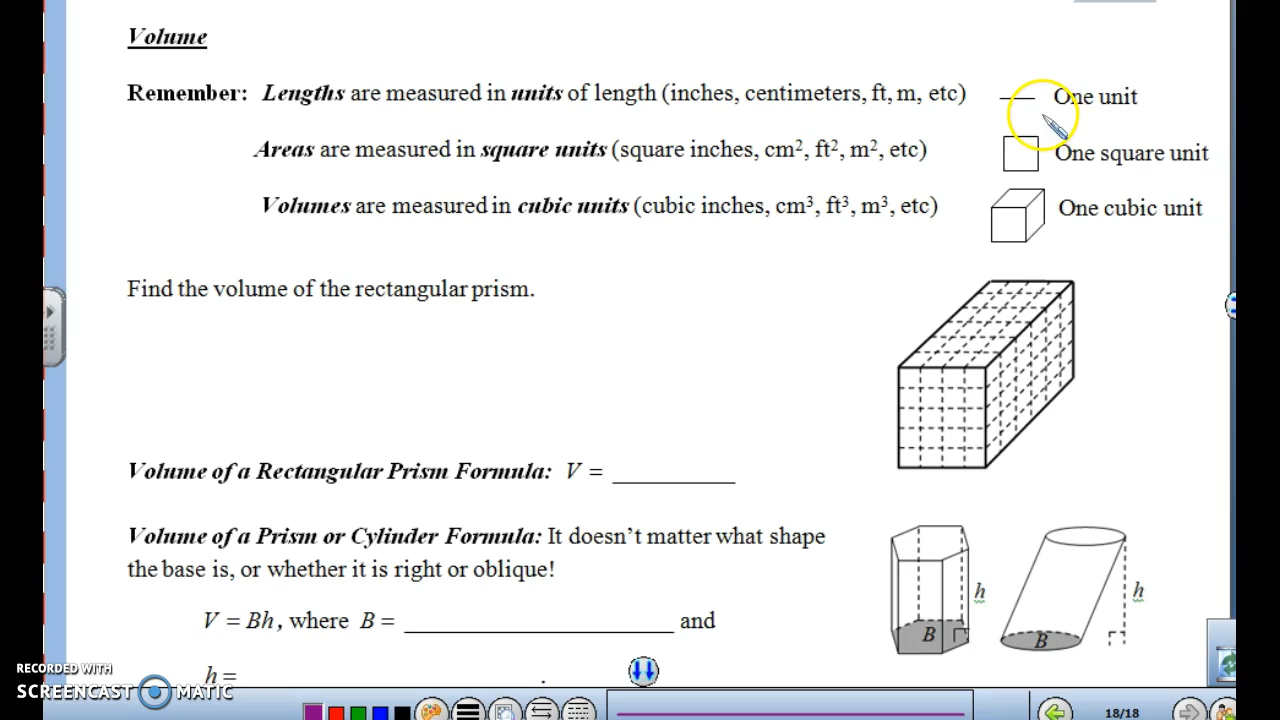 Volume
Remember: Lengths are measured in units of length (inches, centimeters, ft, m, etc)
One unit
Areas are measured in square units (square inches, cm², ft², m², etc)
One square unit
Volumes are measured in cubic units (cubic inches, cm³, ft³, m³, etc)
One cubic unit
Find the volume of the rectangular prism.
Volume of a Rectangular Prism Formula: V = __________
Volume of a Prism or Cylinder Formula: It doesn't matter what shape
the base is, or whether it is right or oblique!
h
h
V = Bh, where B = ______________________ and
B
B
h = .
RECORDED WITH
SCREENCAST MATIC
18/18